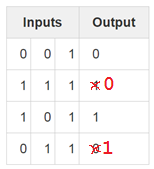 Inputs Output
0 0 1 0
1 1 1 0
1 0 1 1
0 1 1 1